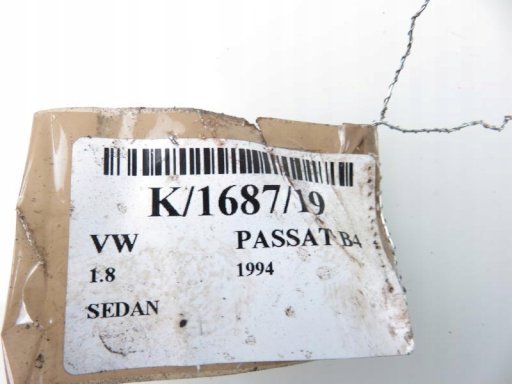 K/1687/19
VW PASSAT B4
1.8 1994
SEDAN